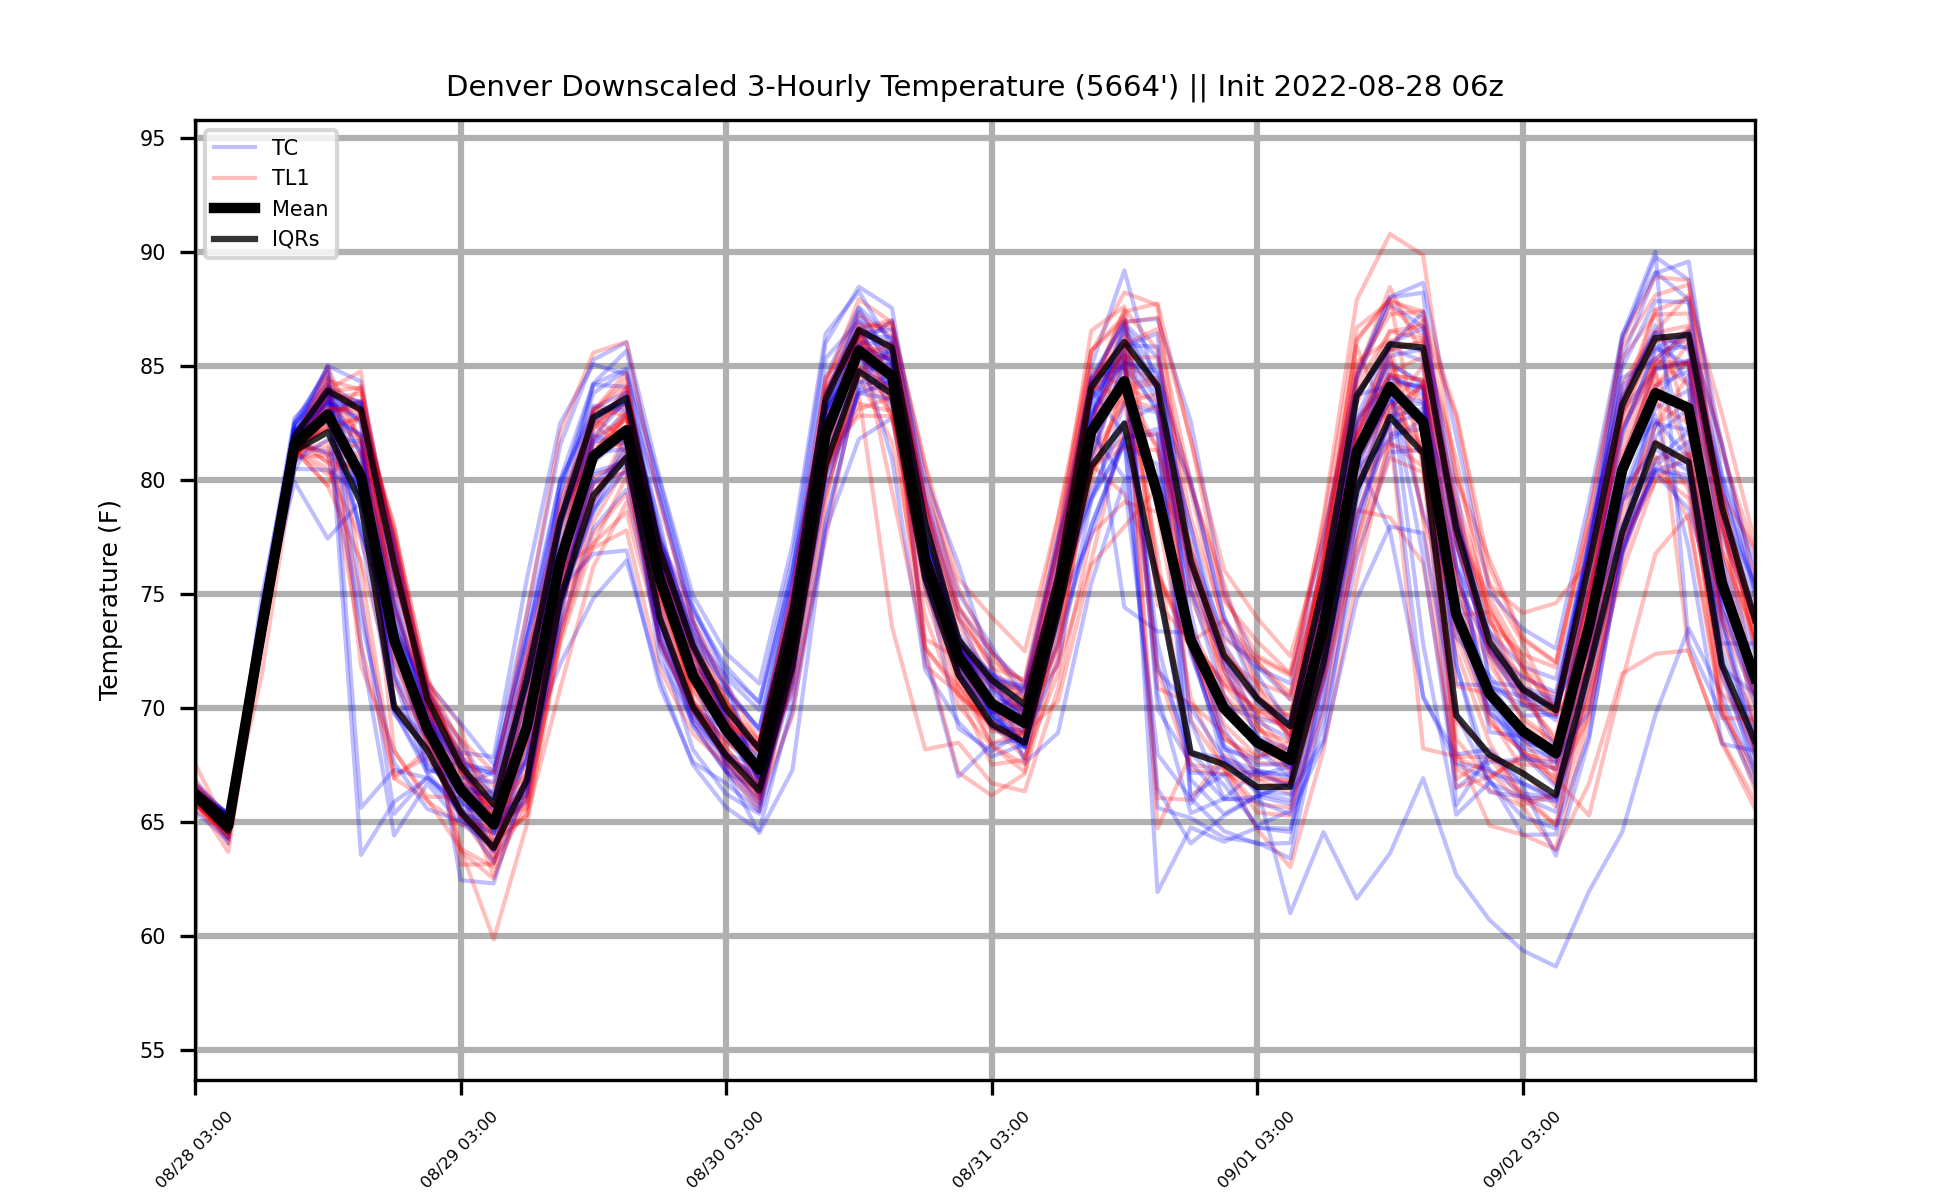 Denver Downscaled 3-Hourly Temperature (5664') || Init 2022-08-28 06z
TC
TL1
Mean
IQRs
Temperature (F)
95
90
85
80
75
70
65
60
55
08/28 03:00
08/29 03:00
08/30 03:00
08/31 03:00
09/01 03:00
09/02 03:00